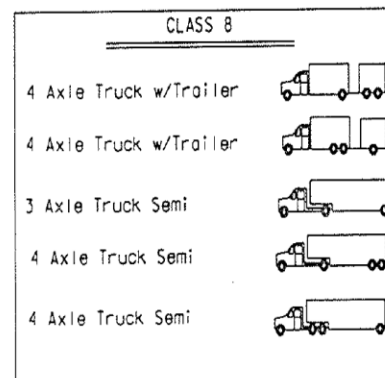 CLASS 8
4 Axle Truck w/Trailer
4 Axle Truck w/Trailer
3 Axle Truck Semi
4 Axle Truck Semi
4 Axle Truck Semi